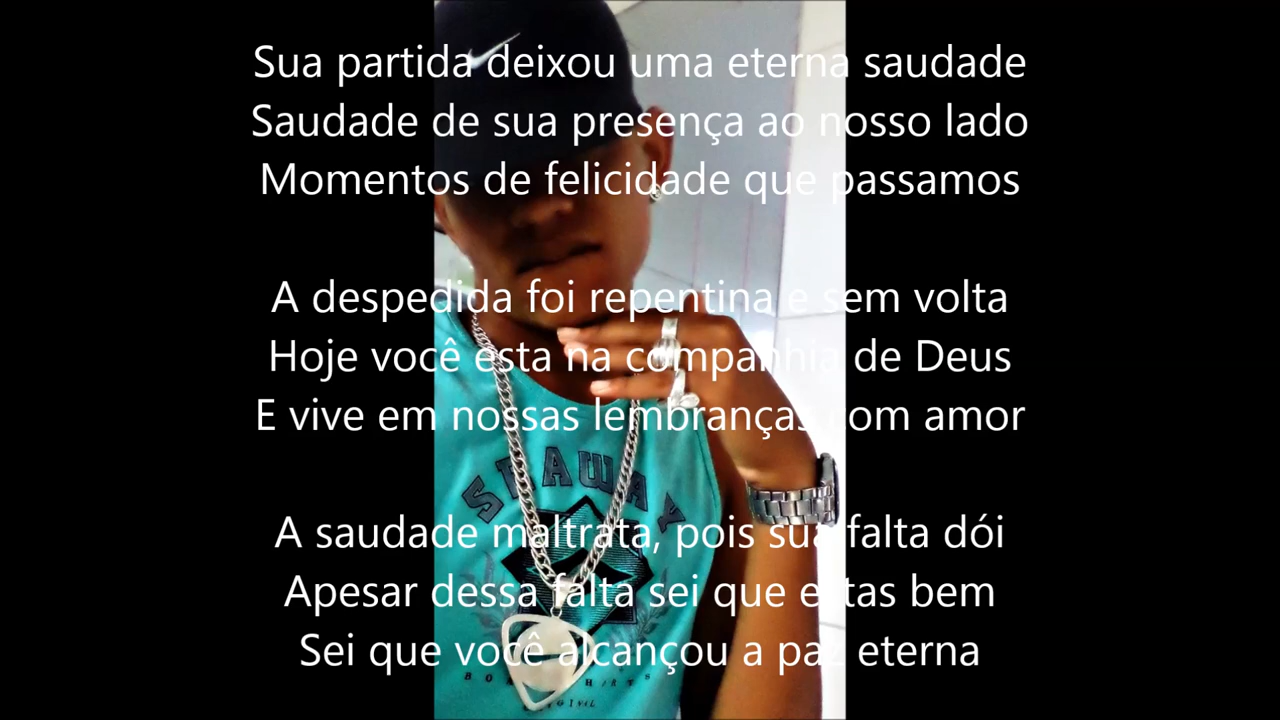 Sua partida deixou uma eterna saudade
Saudade de sua presença ao nosso lado
Momentos de felicidade que passamos
A despedida foi repentina e sem volta
Hoje você esta na companhia de Deus
E vive em nossas lembranças com amor
A saudade maltrata, pois sua falta dói
Apesar dessa falta sei que estas bem
Sei que você alcançou a paz eterna
SHAWAY